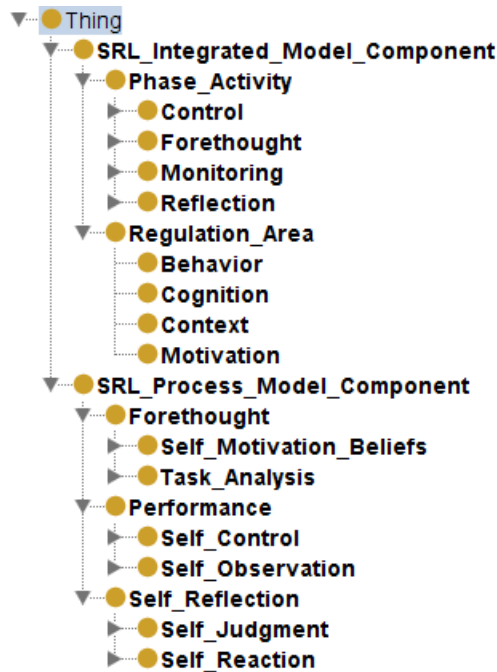 Thing
SRL_Integrated_Model_Component
Phase_Activity
Control
Forethought
Monitoring
Reflection
Regulation_Area
Behavior
Cognition
Context
Motivation
SRL_Process_Model_Component
Forethought
Self_Motivation_Beliefs
Task_Analysis
Performance
Self_Control
Self_Observation
Self_Reflection
Self_Judgment
Self_Reaction